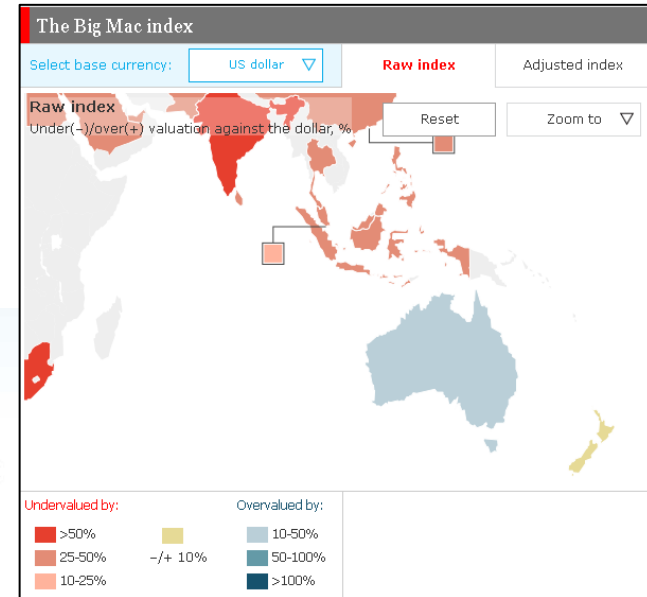 The Big Mac index
Select base currency: US dollar Raw index Adjusted index
Raw index
Under(–)/over(+) valuation against the dollar, %
Reset Zoom to
Undervalued by: Overvalued by:
>50% 10-50%
25-50% –/+ 10% 50-100%
10-25% >100%